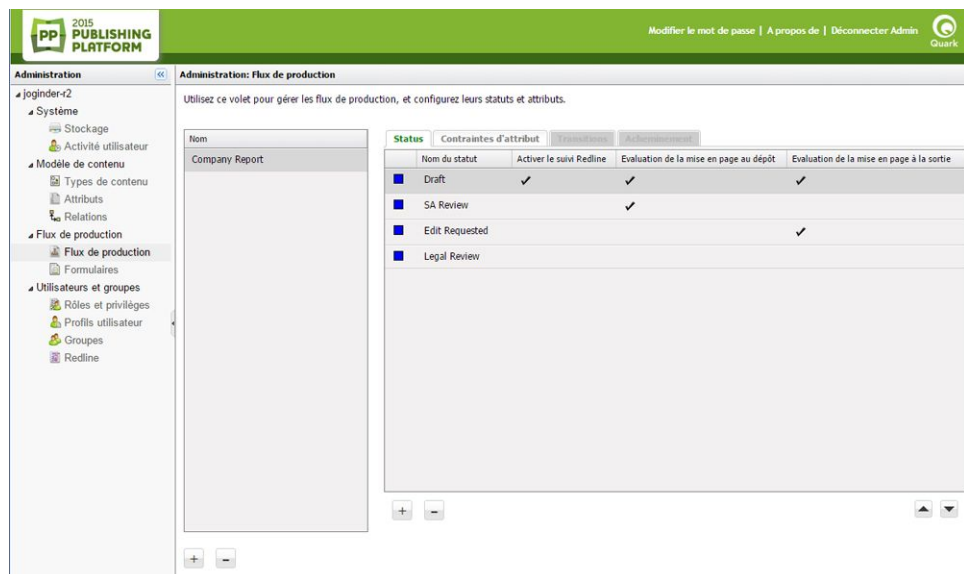 2015
PP PUBLISHING
PLATFORM
Modifier le mot de passe | A propos de | Déconnecter Admin
Quark
Administration
Administration: Flux de production
joginder-r2
Système
Stockage
Activité utilisateur
Modèle de contenu
Types de contenu
Attributs
Relations
Flux de production
Flux de production
Formulaires
Utilisateurs et groupes
Rôles et privilèges
Profils utilisateur
Groupes
Redline
Utilisez ce volet pour gérer les flux de production, et configurez leurs statuts et attributs.
Nom
Company Report
Status Contraintes d'attribut Transitions Acheminement
Nom du statut Activer le suivi Redline Evaluation de la mise en page au dépôt Evaluation de la mise en page à la sortie
Draft
SA Review
Edit Requested
Legal Review